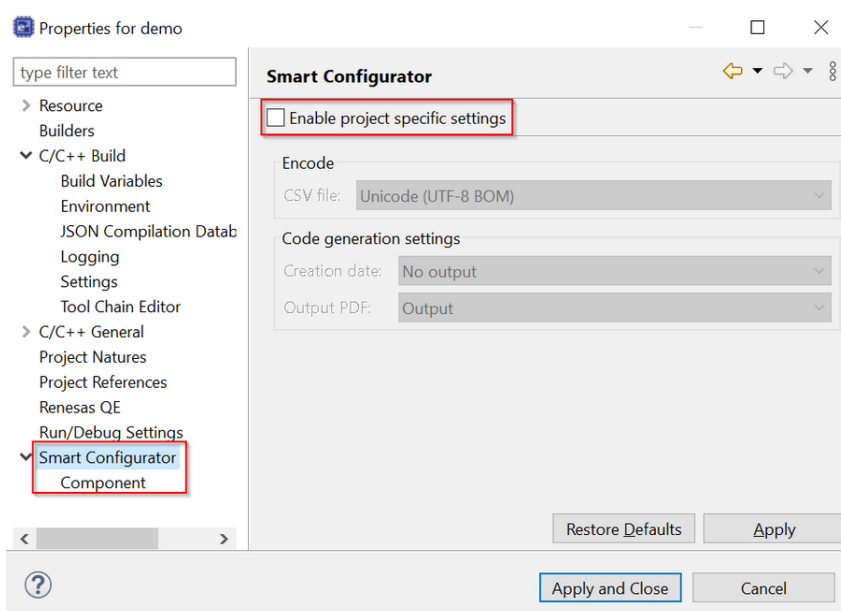 Properties for demo
type filter text
Resource
Builders
C/C++ Build
Build Variables
Environment
JSON Compilation Datab
Logging
Settings
Tool Chain Editor
C/C++ General
Project Natures
Project References
Renesas QE
Run/Debug Settings
Smart Configurator
Component
Smart Configurator
Enable project specific settings
Encode
CSV file: Unicode (UTF-8 BOM)
Code generation settings
Creation date: No output
Output PDF: Output
Restore Defaults Apply
Apply and Close Cancel